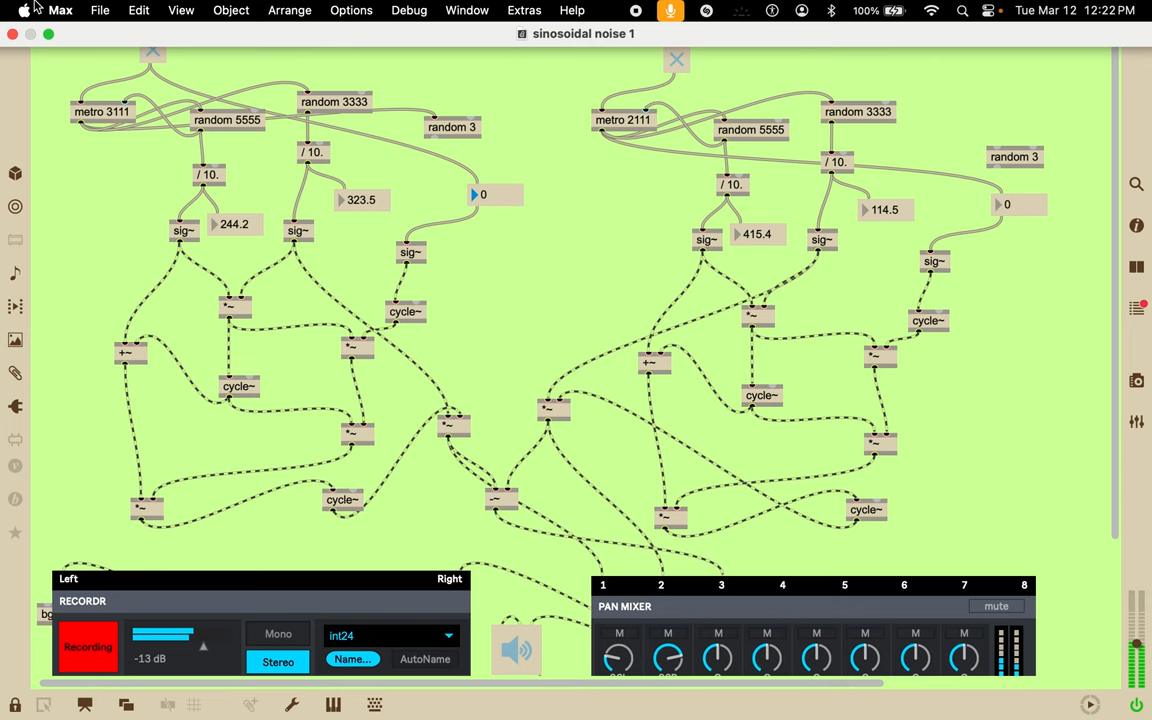 Max File Edit View Object Arrange Options Debug Window Extras Help 100% Tue Mar 12 12:22 PM
sinosoidal noise 1
metro 3111
random 5555
random 3333
random 3
/ 10.
/ 10.
323.5
244.2
0
sig~
sig~
sig~
*~
cycle~
+~
*~
cycle~
*~
*~
*~
cycle~
-~
metro 2111
random 5555
random 3333
random 3
/ 10.
/ 10.
114.5
415.4
0
sig~
sig~
sig~
*~
cycle~
+~
*~
cycle~
*~
*~
*~
cycle~
Left Right
RECORDR
Recording
-13 dB
Mono
Stereo
int24
Name...
AutoName
1 2 3 4 5 6 7 8
PAN MIXER
mute
M M M M M M M M